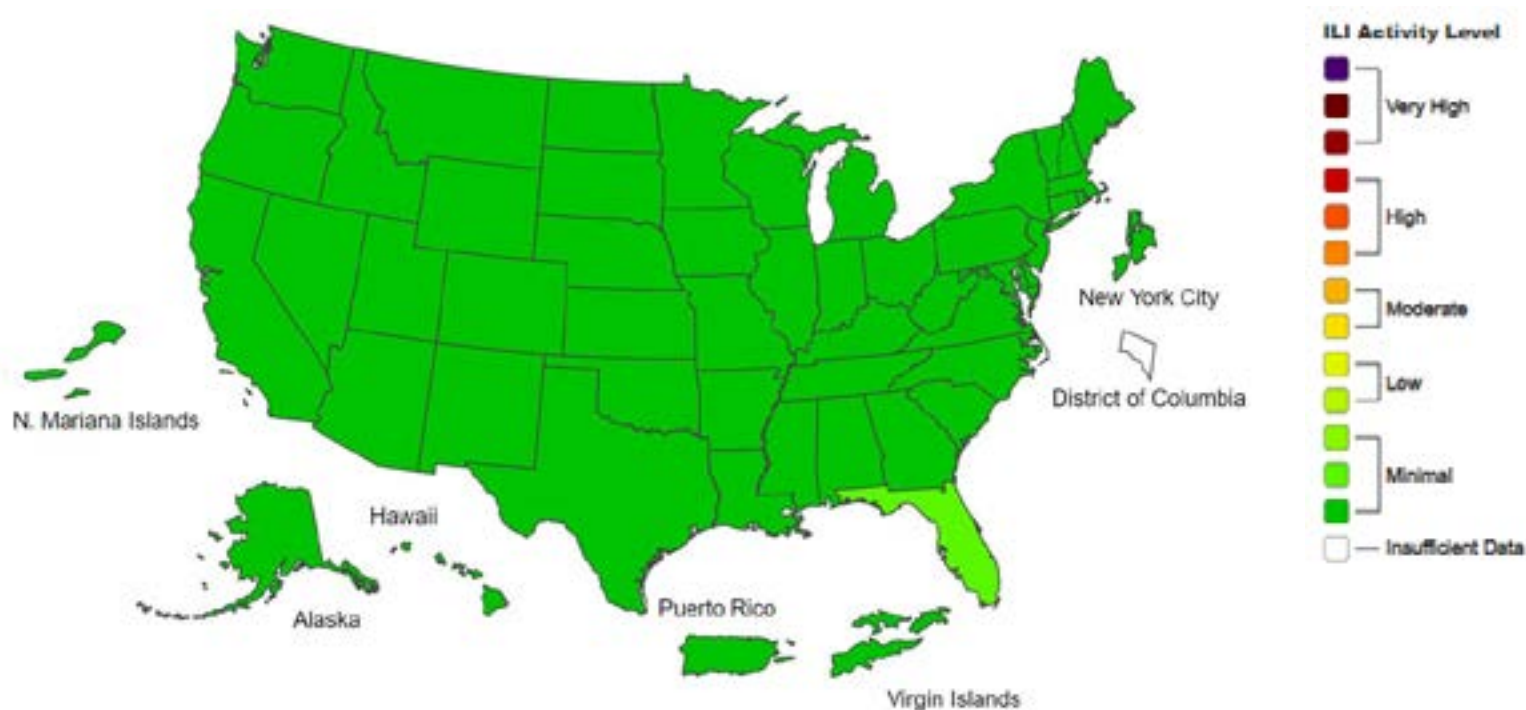 ILI Activity Level
Very High
High
Moderate
Low
Minimal
Insufficient Data
New York City
District of Columbia
N. Mariana Islands
Hawaii
Alaska
Puerto Rico
Virgin Islands